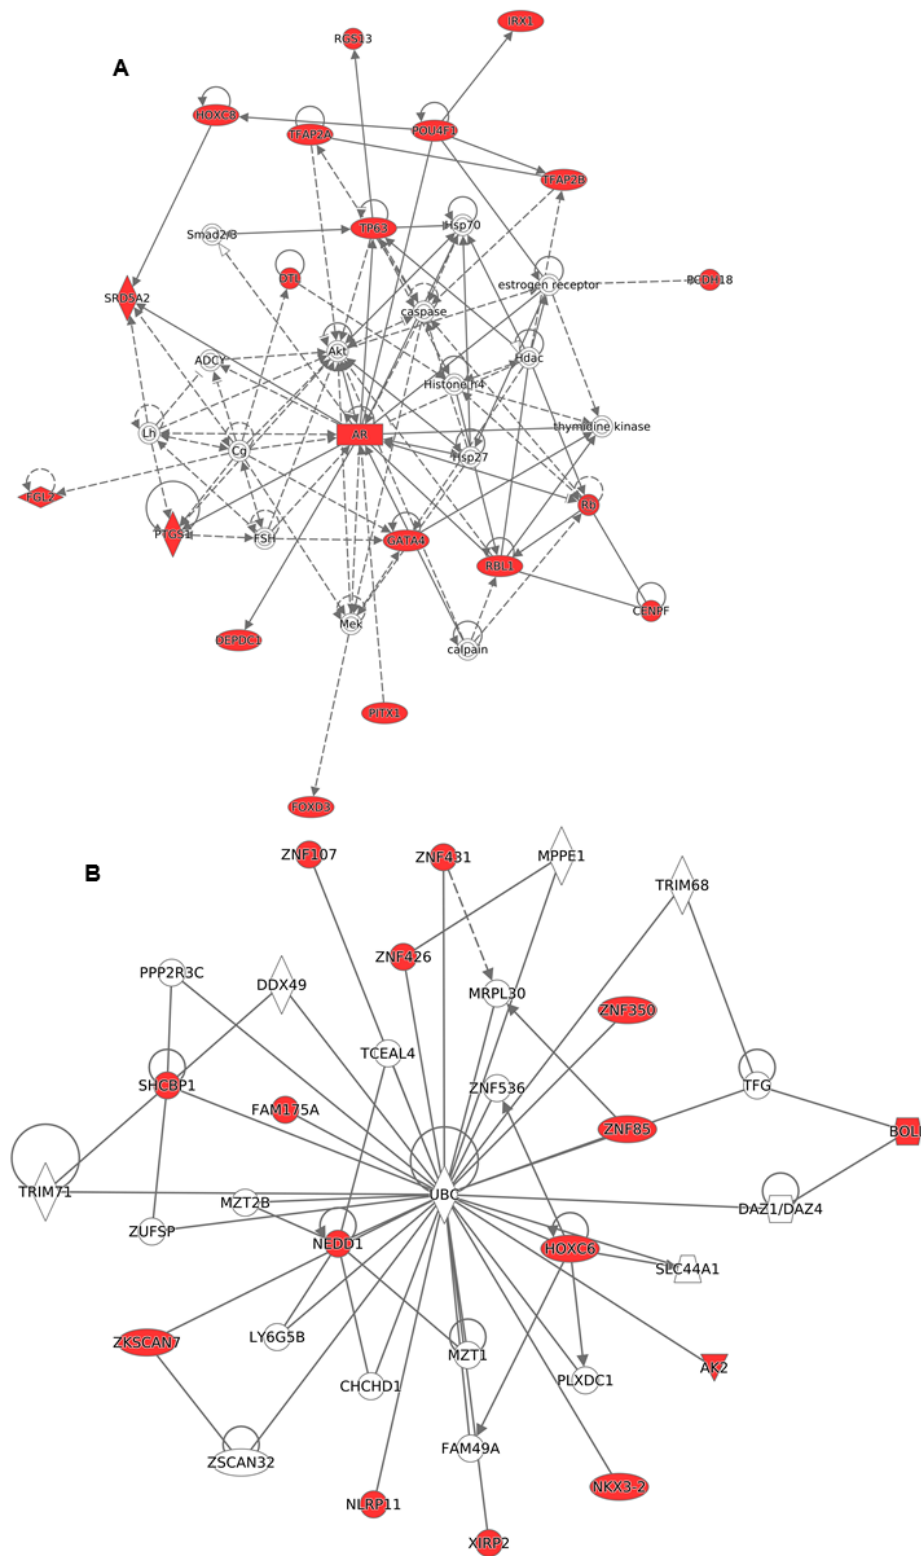 IRX1
RGS13
A
HOXC8
TFAP2A
POU4F1
TFAP2B
TP63
Hsp70
Smad2/3
DTL
estrogen receptor
PCDH18
SRD5A2
caspase
Akt
ADCY
Hdac
Histone h4
Lh
AR
thymidine kinase
Cg
Hsp27
FGL2
Rb
PTGS1
FSH
GATA4
RBL1
CENPF
Mek
DEPDC1
calpain
PITX1
FOXD3
B
ZNF107
ZNF431
MPPE1
TRIM68
ZNF426
PPP2R3C
DDX49
MRPL30
ZNF350
TCEAL4
SHCBP1
ZNF536
TFG
FAM175A
ZNF85
BOLL
TRIM71
UBC
MZT2B
DAZ1/DAZ4
ZUFSP
NEDD1
HOXC6
SLC44A1
LY6G5B
ZKSCAN7
MZT1
AK2
CHCHD1
PLXDC1
FAM49A
ZSCAN32
NKX3-2
NLRP11
XIRP2